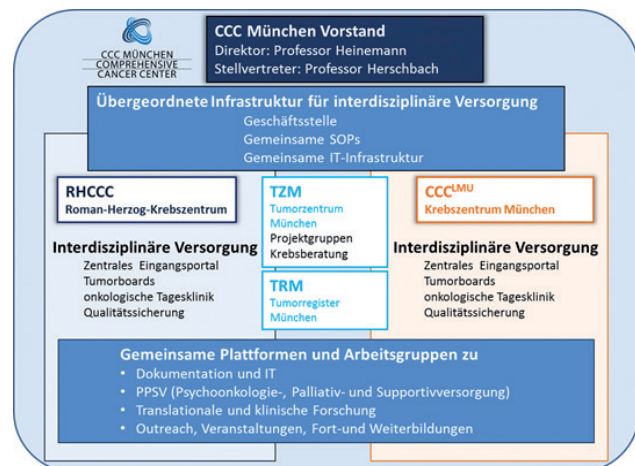 CCC MÜNCHEN
COMPREHENSIVE
CANCER CENTER
CCC München Vorstand
Direktor: Professor Heinemann
Stellvertreter: Professor Herschbach
Übergeordnete Infrastruktur für interdisziplinäre Versorgung
Geschäftsstelle
Gemeinsame SOPs
Gemeinsame IT-Infrastruktur
RHCCC
Roman-Herzog-Krebszentrum
Interdisziplinäre Versorgung
Zentrales Eingangsportal
Tumorboards
onkologische Tagesklinik
Qualitätssicherung
TZM
Tumorzentrum
München
Projektgruppen
Krebsberatung
TRM
Tumorregister
München
CCCLMU
Krebszentrum München
Interdisziplinäre Versorgung
Zentrales Eingangsportal
Tumorboards
onkologische Tagesklinik
Qualitätssicherung
Gemeinsame Plattformen und Arbeitsgruppen zu
• Dokumentation und IT
• PPSV (Psychoonkologie-, Palliativ- und Supportivversorgung)
• Translationale und klinische Forschung
• Outreach, Veranstaltungen, Fort-und Weiterbildungen